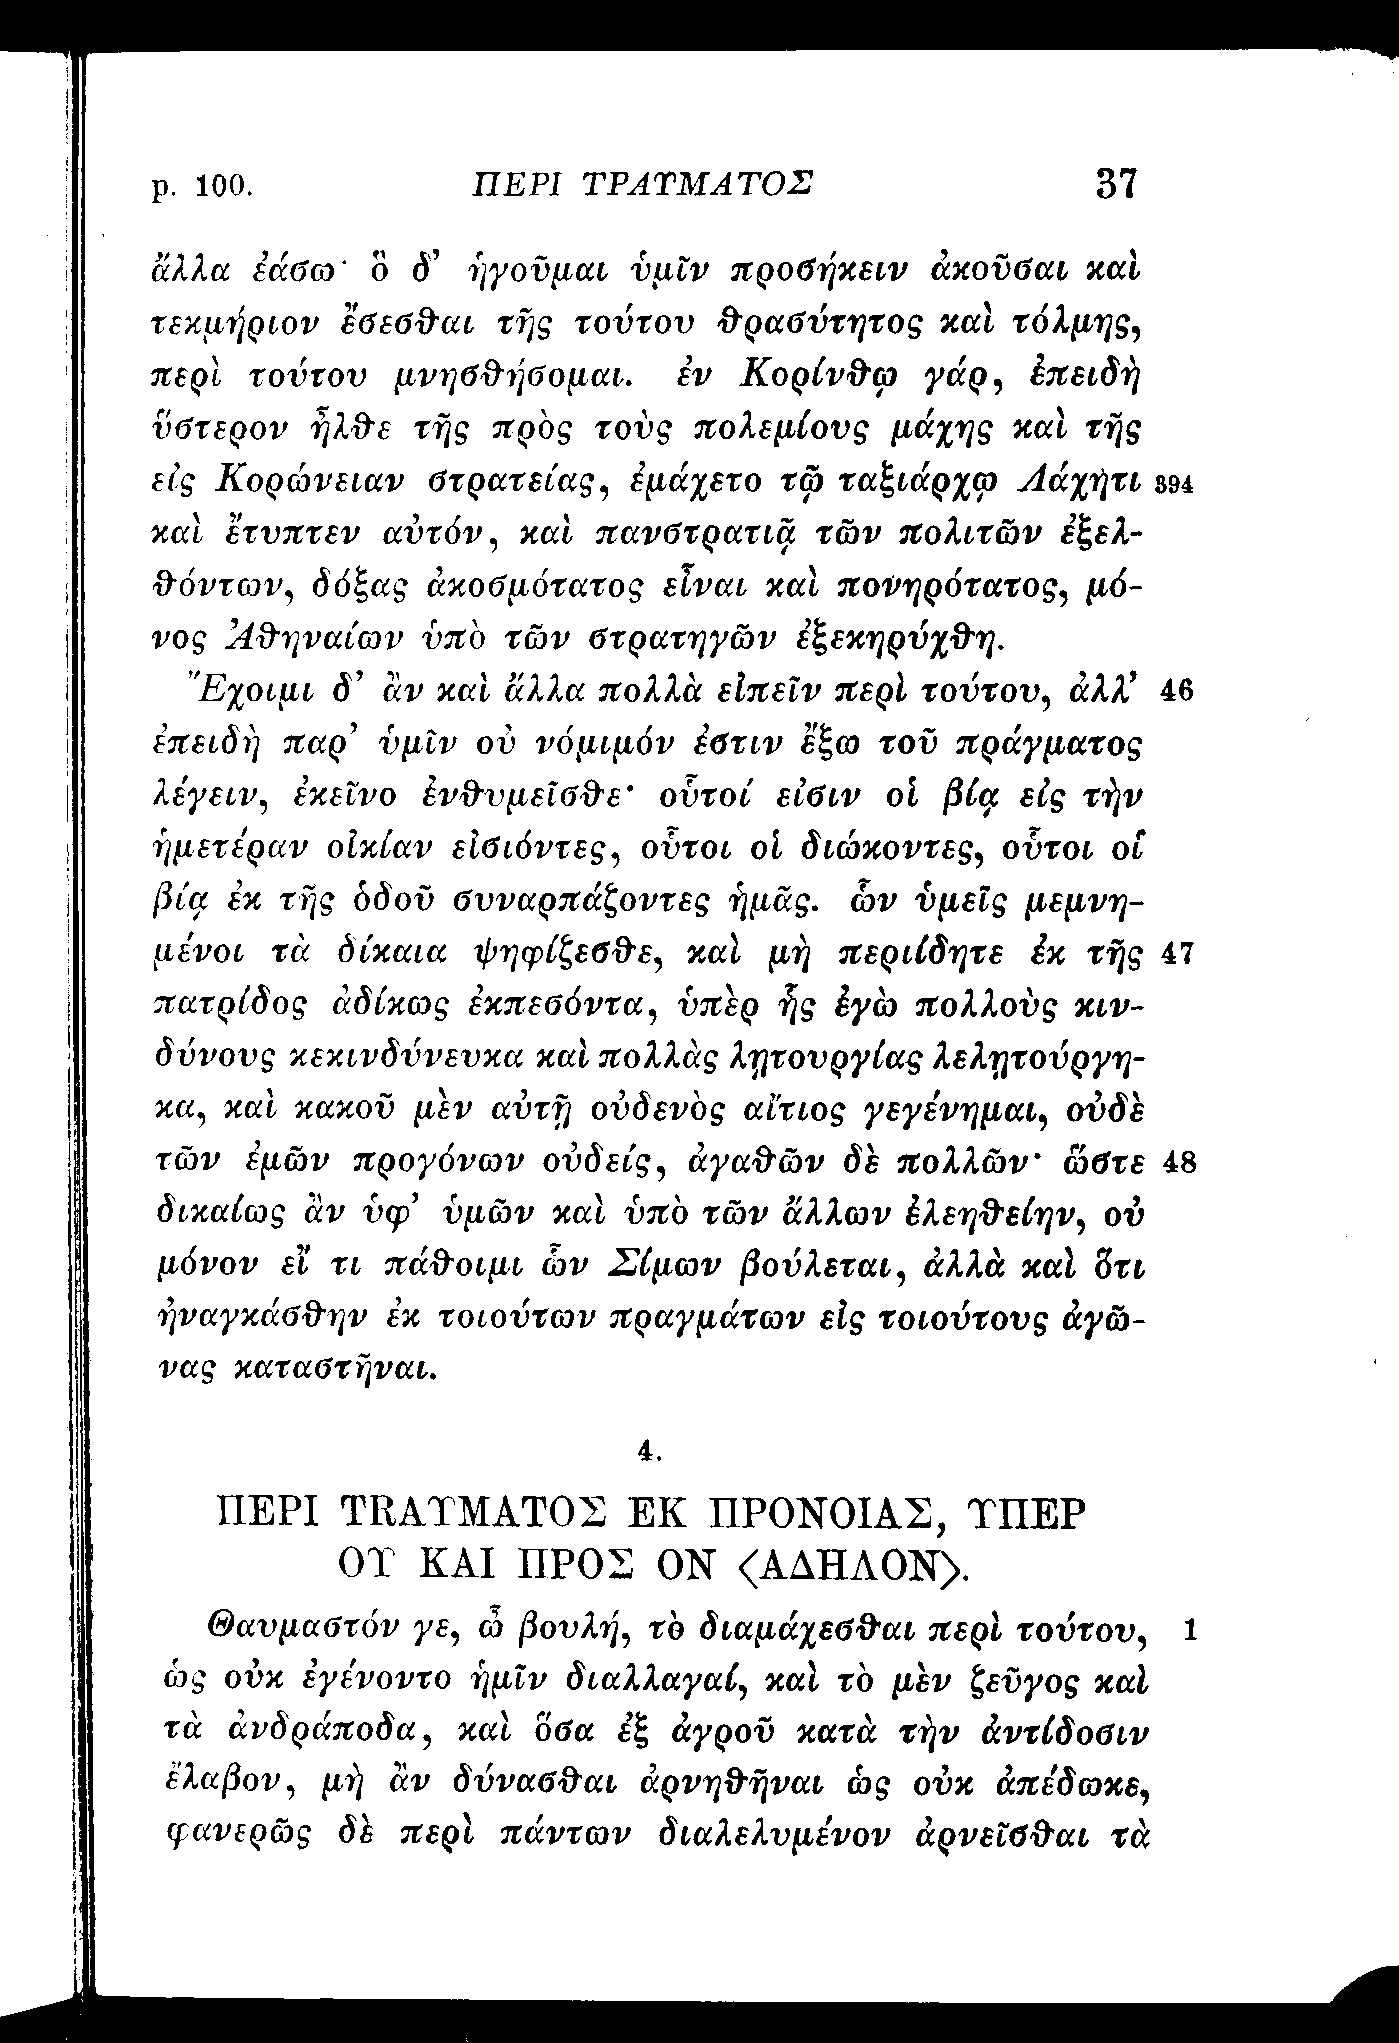 p. 100. ΠΕΡΙ ΤΡΑΥΜΑΤΟΣ 37
ἄλλα ἐάσω· ὃ δ’ ἡγοῦμαι ὑμῖν προσήκειν ἀκοῦσαι καὶ
τεκμήριον ἔσεσθαι τῆς τούτου θρασύτητος καὶ τόλμης,
περὶ τούτου μνησθήσομαι. ἐν Κορίνθῳ γάρ, ἐπειδὴ
ὕστερον ἦλθε τῆς πρὸς τοὺς πολεμίους μάχης καὶ τῆς
εἰς Κορώνειαν στρατείας, ἐμάχετο τῷ ταξιάρχῳ Λάχητι 394
καὶ ἔτυπτεν αὐτόν, καὶ πανστρατιᾷ τῶν πολιτῶν ἐξελ-
θόντων, δόξας ἀκοσμότατος εἶναι καὶ πονηρότατος, μό-
νος Ἀθηναίων ὑπὸ τῶν στρατηγῶν ἐξεκηρύχθη.
Ἔχοιμι δ’ ἂν καὶ ἄλλα πολλὰ εἰπεῖν περὶ τούτου, ἀλλ’ 46
ἐπειδὴ παρ’ ὑμῖν οὐ νόμιμόν ἐστιν ἔξω τοῦ πράγματος
λέγειν, ἐκεῖνο ἐνθυμεῖσθε· οὗτοί εἰσιν οἱ βίᾳ εἰς τὴν
ἡμετέραν οἰκίαν εἰσιόντες, οὗτοι οἱ διώκοντες, οὗτοι οἱ
βίᾳ ἐκ τῆς ὁδοῦ συναρπάζοντες ἡμᾶς. ὧν ὑμεῖς μεμνη-
μένοι τὰ δίκαια ψηφίζεσθε, καὶ μὴ περιίδητε ἐκ τῆς 47
πατρίδος ἀδίκως ἐκπεσόντα, ὑπὲρ ἧς ἐγὼ πολλοὺς κιν-
δύνους κεκινδύνευκα καὶ πολλὰς λῃτουργίας λελῃτούργη-
κα, καὶ κακοῦ μὲν αὐτῇ οὐδενὸς αἴτιος γεγένημαι, οὐδὲ
τῶν ἐμῶν προγόνων οὐδείς, ἀγαθῶν δὲ πολλῶν· ὥστε 48
δικαίως ἂν ὑφ’ ὑμῶν καὶ ὑπὸ τῶν ἄλλων ἐλεηθείην, οὐ
μόνον εἴ τι πάθοιμι ὧν Σίμων βούλεται, ἀλλὰ καὶ ὅτι
ἠναγκάσθην ἐκ τοιούτων πραγμάτων εἰς τοιούτους ἀγῶ-
νας καταστῆναι.
4.
ΠΕΡΙ ΤRΑΥΜΑΤΟΣ ΕΚ ΠΡΟΝΟΙΑΣ, ΥΠΕΡ
ΟΥ ΚΑΙ ΠΡΟΣ ΟΝ <ΑΔΗΛΟΝ>.
Θαυμαστόν γε, ὦ βουλή, τὸ διαμάχεσθαι περὶ τούτου, 1
ὡς οὐκ ἐγένοντο ἡμῖν διαλλαγαί, καὶ τὸ μὲν ζεῦγος καὶ
τὰ ἀνδράποδα, καὶ ὅσα ἐξ ἀγροῦ κατὰ τὴν ἀντίδοσιν
ἔλαβον, μὴ ἂν δύνασθαι ἀρνηθῆναι ὡς οὐκ ἀπέδωκε,
φανερῶς δὲ περὶ πάντων διαλελυμένον ἀρνεῖσθαι τὰ